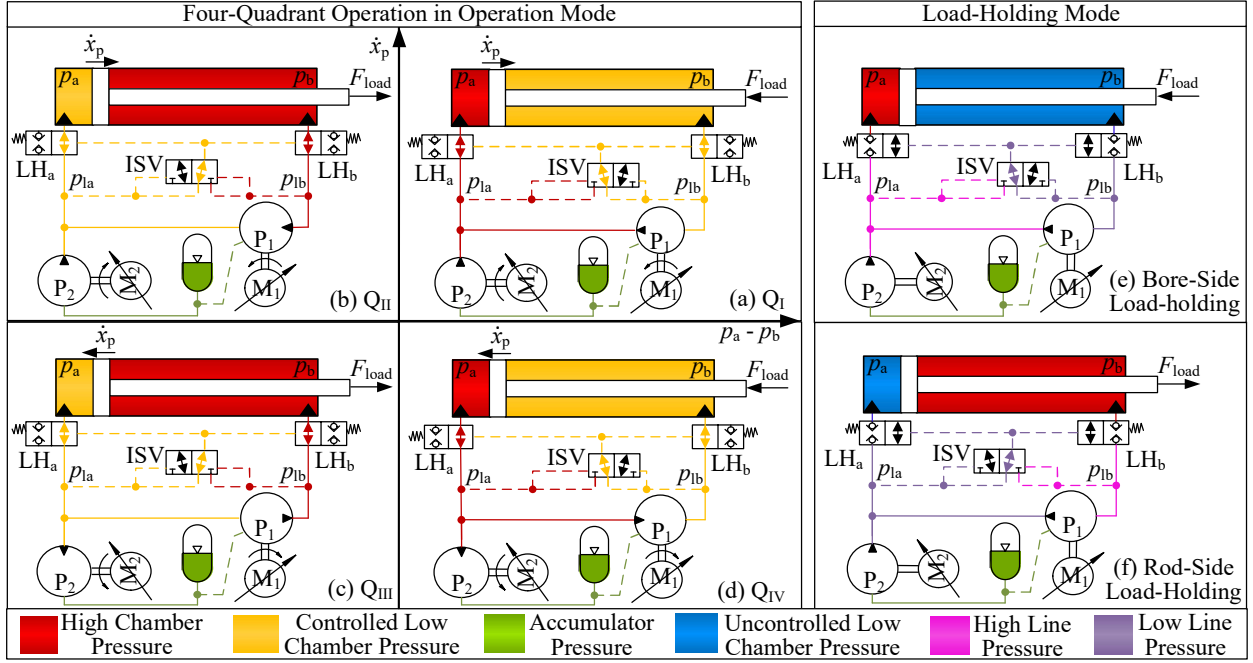 Four-Quadrant Operation in Operation Mode
Load-Holding Mode
ẋp
ẋp
ẋp
pa
pb
Fload
LHa
ISV
LHb
pla
plb
P1
P2
M2
M1
(b) QII
pa
pb
Fload
LHa
ISV
LHb
pla
plb
P1
P2
M2
M1
(a) QI
pa
pb
Fload
LHa
ISV
LHb
pla
plb
P1
P2
M2
M1
(e) Bore-Side
Load-holding
ẋp
pa
pb
Fload
LHa
ISV
LHb
pla
plb
P1
P2
M2
M1
(c) QIII
ẋp
pa - pb
pa
pb
Fload
LHa
ISV
LHb
pla
plb
P1
P2
M2
M1
(d) QIV
pa
pb
Fload
LHa
ISV
LHb
pla
plb
P1
P2
M2
M1
(f) Rod-Side
Load-Holding
High Chamber
Pressure
Controlled Low
Chamber Pressure
Accumulator
Pressure
Uncontrolled Low
Chamber Pressure
High Line
Pressure
Low Line
Pressure